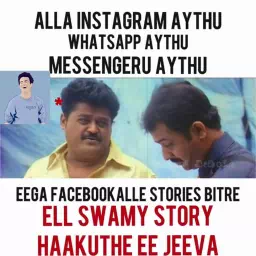 ALLA INSTAGRAM AYTHU
WHATSAPP AYTHU
MESSENGERU AYTHU
*
EEGA FACEBOOKALLE STORIES BITRE
ELL SWAMY STORY
HAAKUTHE EE JEEVA